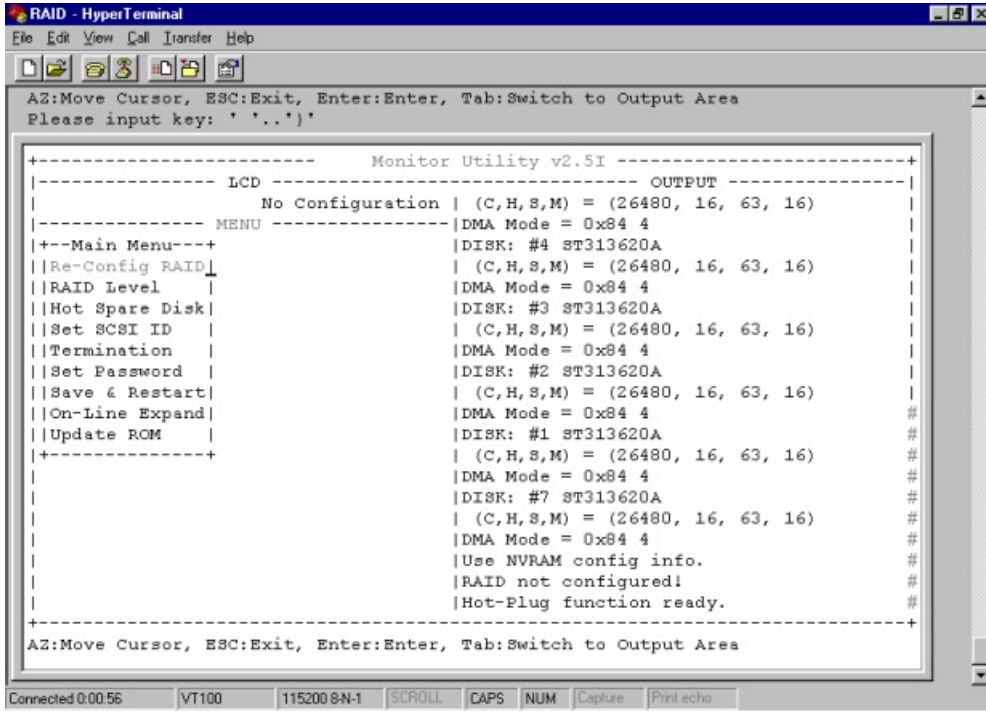 RAID - HyperTerminal
File Edit View Call Transfer Help
AZ:Move Cursor, ESC:Exit, Enter:Enter, Tab:Switch to Output Area
Please input key: ' '..'}'
+------------------------- Monitor Utility v2.5I --------------------------+
|---------------- LCD --------------------------------- OUTPUT ----------------|
No Configuration | (C,H,S,M) = (26480, 16, 63, 16)
|--------------- MENU ----------------|DMA Mode = 0x84 4
|+--Main Menu---+ |DISK: #4 ST313620A |
||Re-Config RAID| | (C,H,S,M) = (26480, 16, 63, 16) |
||RAID Level | |DMA Mode = 0x84 4 |
||Hot Spare Disk| |DISK: #3 ST313620A |
||Set SCSI ID | | (C,H,S,M) = (26480, 16, 63, 16) |
||Termination | |DMA Mode = 0x84 4 |
||Set Password | |DISK: #2 ST313620A |
||Save & Restart| | (C,H,S,M) = (26480, 16, 63, 16) |
||On-Line Expand| |DMA Mode = 0x84 4 #
||Update ROM | |DISK: #1 ST313620A #
|+--------------+ | (C,H,S,M) = (26480, 16, 63, 16) #
| |DMA Mode = 0x84 4 #
| |DISK: #7 ST313620A #
| | (C,H,S,M) = (26480, 16, 63, 16) #
| |DMA Mode = 0x84 4 #
| |Use NVRAM config info. #
| |RAID not configured! #
| |Hot-Plug function ready. #
+------------------------------------------------------------------------------+
AZ:Move Cursor, ESC:Exit, Enter:Enter, Tab:Switch to Output Area
Connected 0:00:56 VT100 115200 8-N-1 SCROLL CAPS NUM Capture Print echo